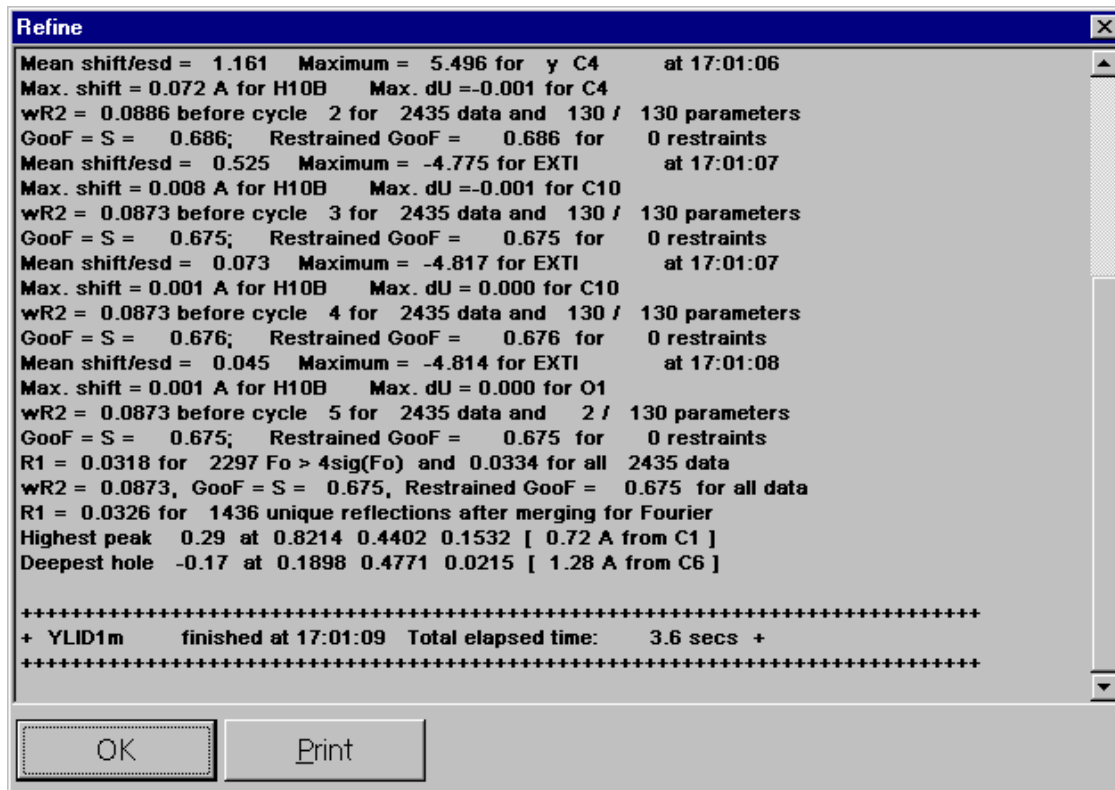 Refine
Mean shift/esd = 1.161 Maximum = 5.496 for y C4 at 17:01:06
Max. shift = 0.072 A for H10B Max. dU =-0.001 for C4
wR2 = 0.0886 before cycle 2 for 2435 data and 130 / 130 parameters
GooF = S = 0.686; Restrained GooF = 0.686 for 0 restraints
Mean shift/esd = 0.525 Maximum = -4.775 for EXTI at 17:01:07
Max. shift = 0.008 A for H10B Max. dU =-0.001 for C10
wR2 = 0.0873 before cycle 3 for 2435 data and 130 / 130 parameters
GooF = S = 0.675; Restrained GooF = 0.675 for 0 restraints
Mean shift/esd = 0.073 Maximum = -4.817 for EXTI at 17:01:07
Max. shift = 0.001 A for H10B Max. dU = 0.000 for C10
wR2 = 0.0873 before cycle 4 for 2435 data and 130 / 130 parameters
GooF = S = 0.676; Restrained GooF = 0.676 for 0 restraints
Mean shift/esd = 0.045 Maximum = -4.814 for EXTI at 17:01:08
Max. shift = 0.001 A for H10B Max. dU = 0.000 for O1
wR2 = 0.0873 before cycle 5 for 2435 data and 2 / 130 parameters
GooF = S = 0.675; Restrained GooF = 0.675 for 0 restraints
R1 = 0.0318 for 2297 Fo > 4sig(Fo) and 0.0334 for all 2435 data
wR2 = 0.0873, GooF = S = 0.675, Restrained GooF = 0.675 for all data
R1 = 0.0326 for 1436 unique reflections after merging for Fourier
Highest peak 0.29 at 0.8214 0.4402 0.1532 [ 0.72 A from C1 ]
Deepest hole -0.17 at 0.1898 0.4771 0.0215 [ 1.28 A from C6 ]
++++++++++++++++++++++++++++++++++++++++++++++++++++++++++++++++++++++++++++
+ YLID1m finished at 17:01:09 Total elapsed time: 3.6 secs +
++++++++++++++++++++++++++++++++++++++++++++++++++++++++++++++++++++++++++++
OK Print